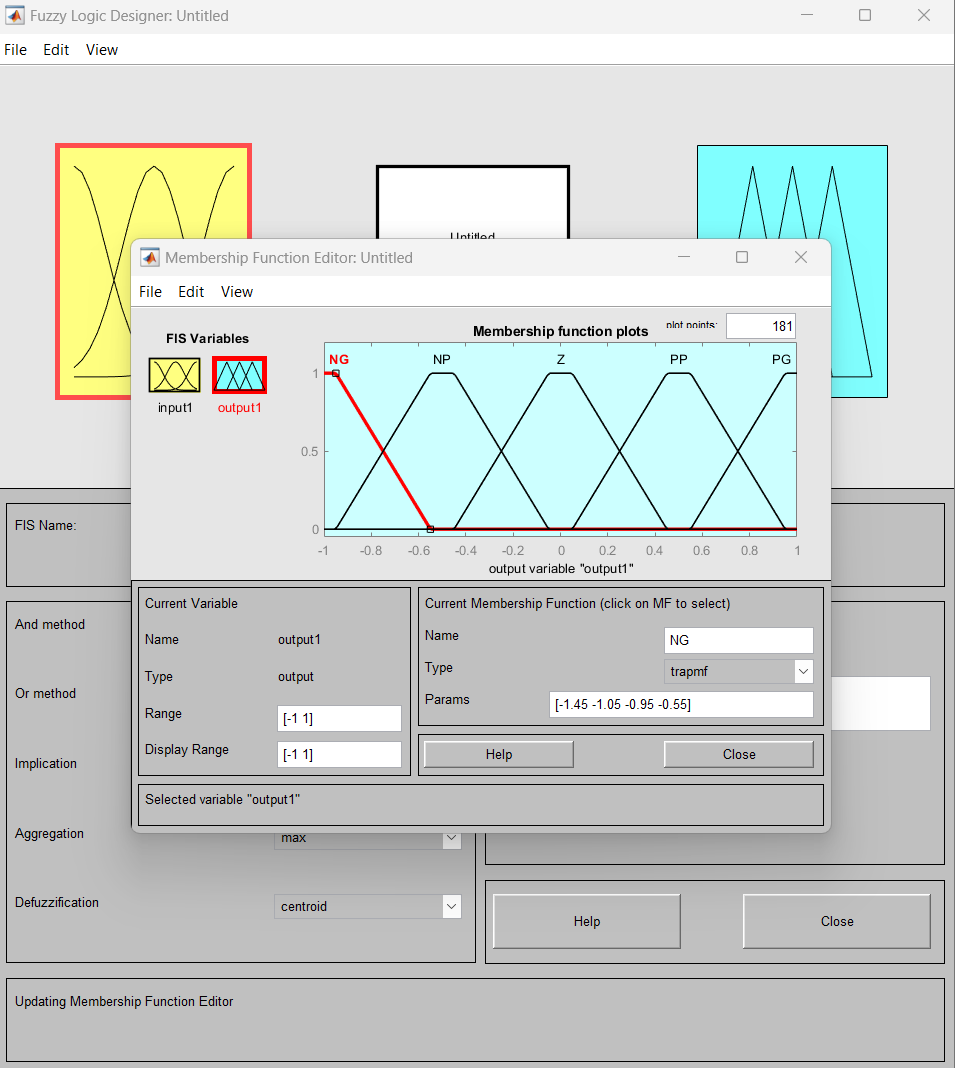 Fuzzy Logic Designer: Untitled
File Edit View
Untitled
Membership Function Editor: Untitled
File Edit View
FIS Variables
input1
output1
Membership function plots
plot points:
181
NG NP Z PP PG
1
0.5
0
-1 -0.8 -0.6 -0.4 -0.2 0 0.2 0.4 0.6 0.8 1
output variable "output1"
Current Variable
Name output1
Type output
Range [-1 1]
Display Range [-1 1]
Current Membership Function (click on MF to select)
Name NG
Type trapmf
Params [-1.45 -1.05 -0.95 -0.55]
Help Close
Selected variable "output1"
FIS Name:
And method
Or method
Implication
Aggregation max
Defuzzification centroid
Help Close
Updating Membership Function Editor